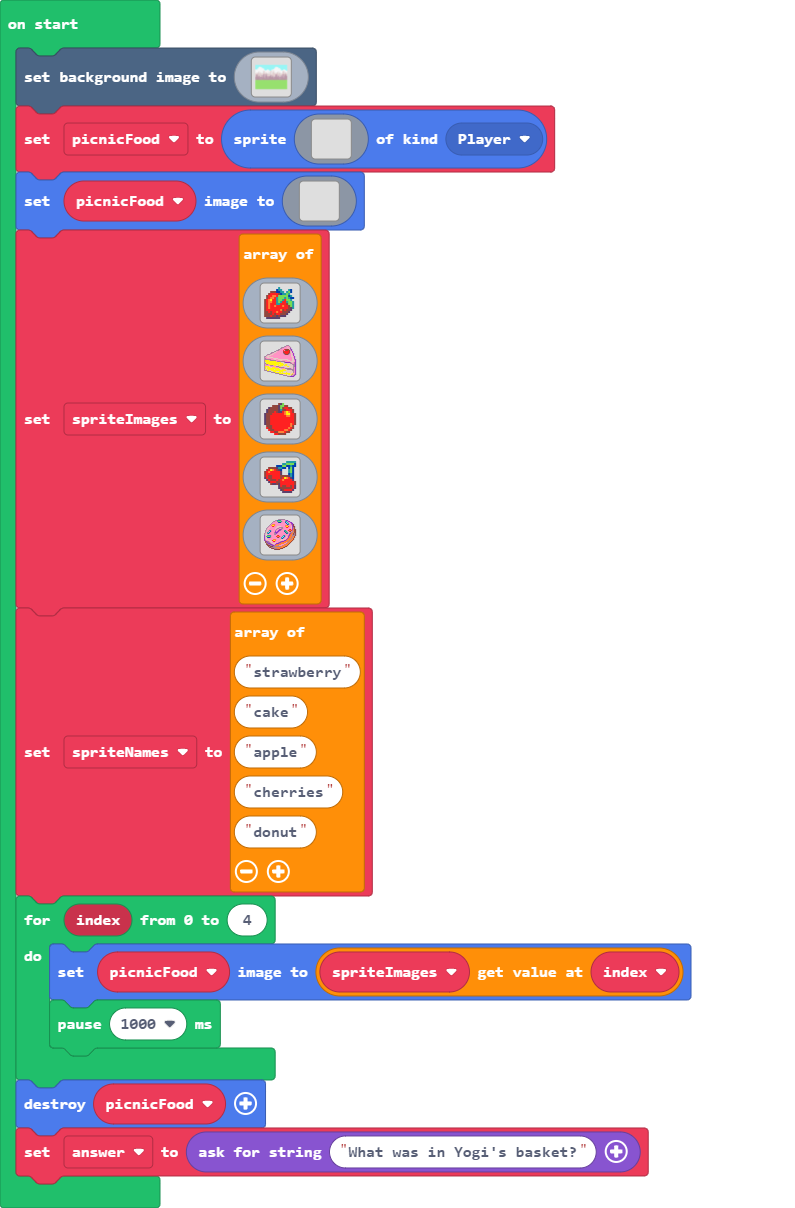 on start
set background image to
set picnicFood to sprite of kind Player
set picnicFood image to
array of
set spriteImages to
array of
"strawberry"
"cake"
set spriteNames to "apple"
"cherries"
"donut"
for index from 0 to 4
do
set picnicFood image to spriteImages get value at index
pause 1000 ms
destroy picnicFood
set answer to ask for string "What was in Yogi's basket?"